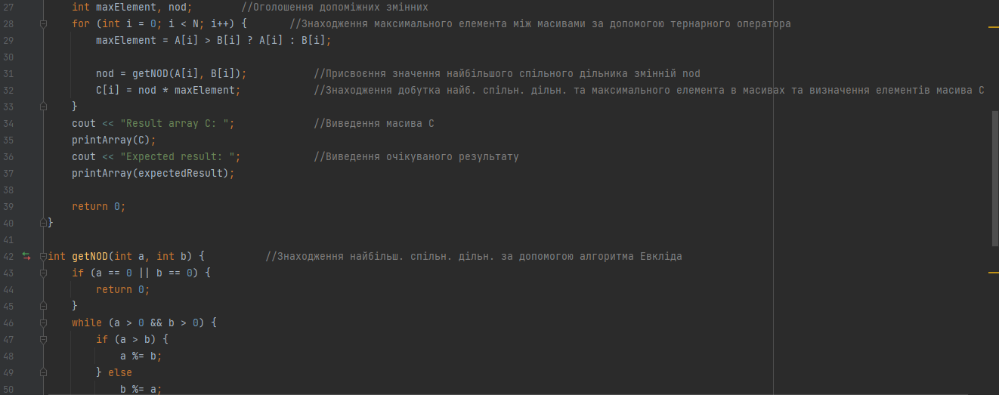 27 int maxElement, nod; //Оголошення допоміжних змінних
28 for (int i = 0; i < N; i++) { //Знаходження максимального елемента між масивами за допомогою тернарного оператора
29 maxElement = A[i] > B[i] ? A[i] : B[i];
30
31 nod = getNOD(A[i], B[i]); //Присвоєння значення найбільшого спільного дільника змінній nod
32 C[i] = nod * maxElement; //Знаходження добутка найб. спільн. дільн. та максимального елемента в масивах та визначення елементів масива C
33 }
34 cout << "Result array C: "; //Виведення масива C
35 printArray(C);
36 cout << "Expected result: "; //Виведення очікуваного результату
37 printArray(expectedResult);
38
39 return 0;
40 }
41
42 int getNOD(int a, int b) { //Знаходження найбільш. спільн. дільн. за допомогою алгоритма Евкліда
43 if (a == 0 || b == 0) {
44 return 0;
45 }
46 while (a > 0 && b > 0) {
47 if (a > b) {
48 a %= b;
49 } else
50 b %= a;